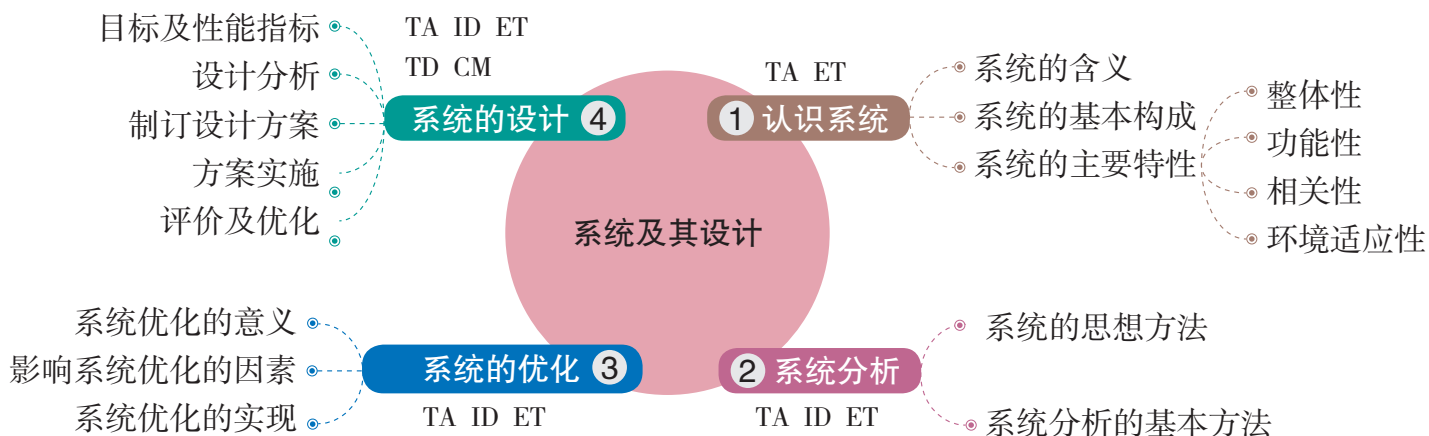 目标及性能指标
设计分析
制订设计方案
方案实施
评价及优化
TA ID ET
TD CM
系统的设计 4
TA ET
1 认识系统
系统的含义
系统的基本构成
系统的主要特性
整体性
功能性
相关性
环境适应性
系统及其设计
系统优化的意义
影响系统优化的因素
系统优化的实现
系统的优化 3
TA ID ET
2 系统分析
TA ID ET
系统的思想方法
系统分析的基本方法